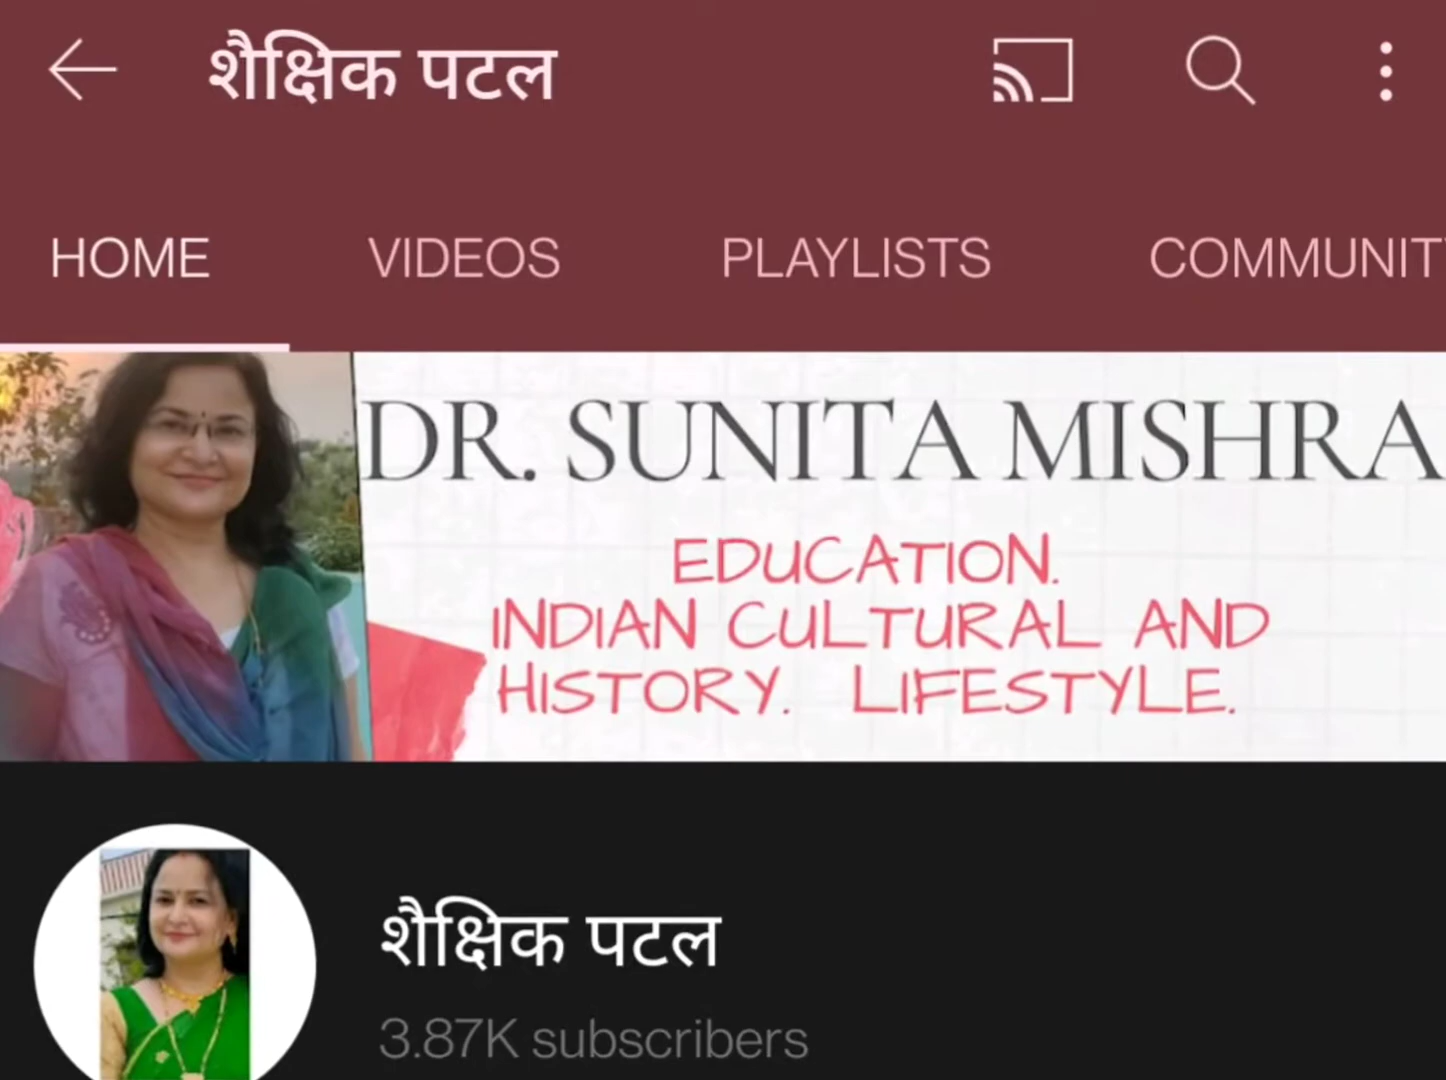 शैक्षिक पटल
HOME VIDEOS PLAYLISTS COMMUNIT
DR. SUNITA MISHRA
EDUCATION.
INDIAN CULTURAL AND
HISTORY. LIFESTYLE.
शैक्षिक पटल
3.87K subscribers